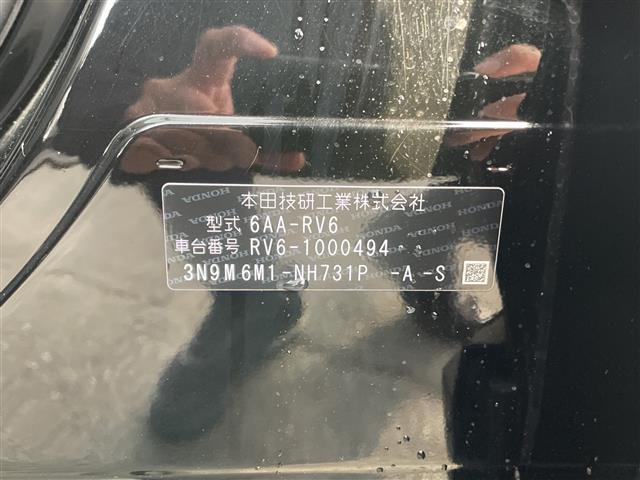 本田技研工業株式会社
型式 6AA-RV6
車台番号 RV6-1000494
3N9M6M1-NH731P -A -S